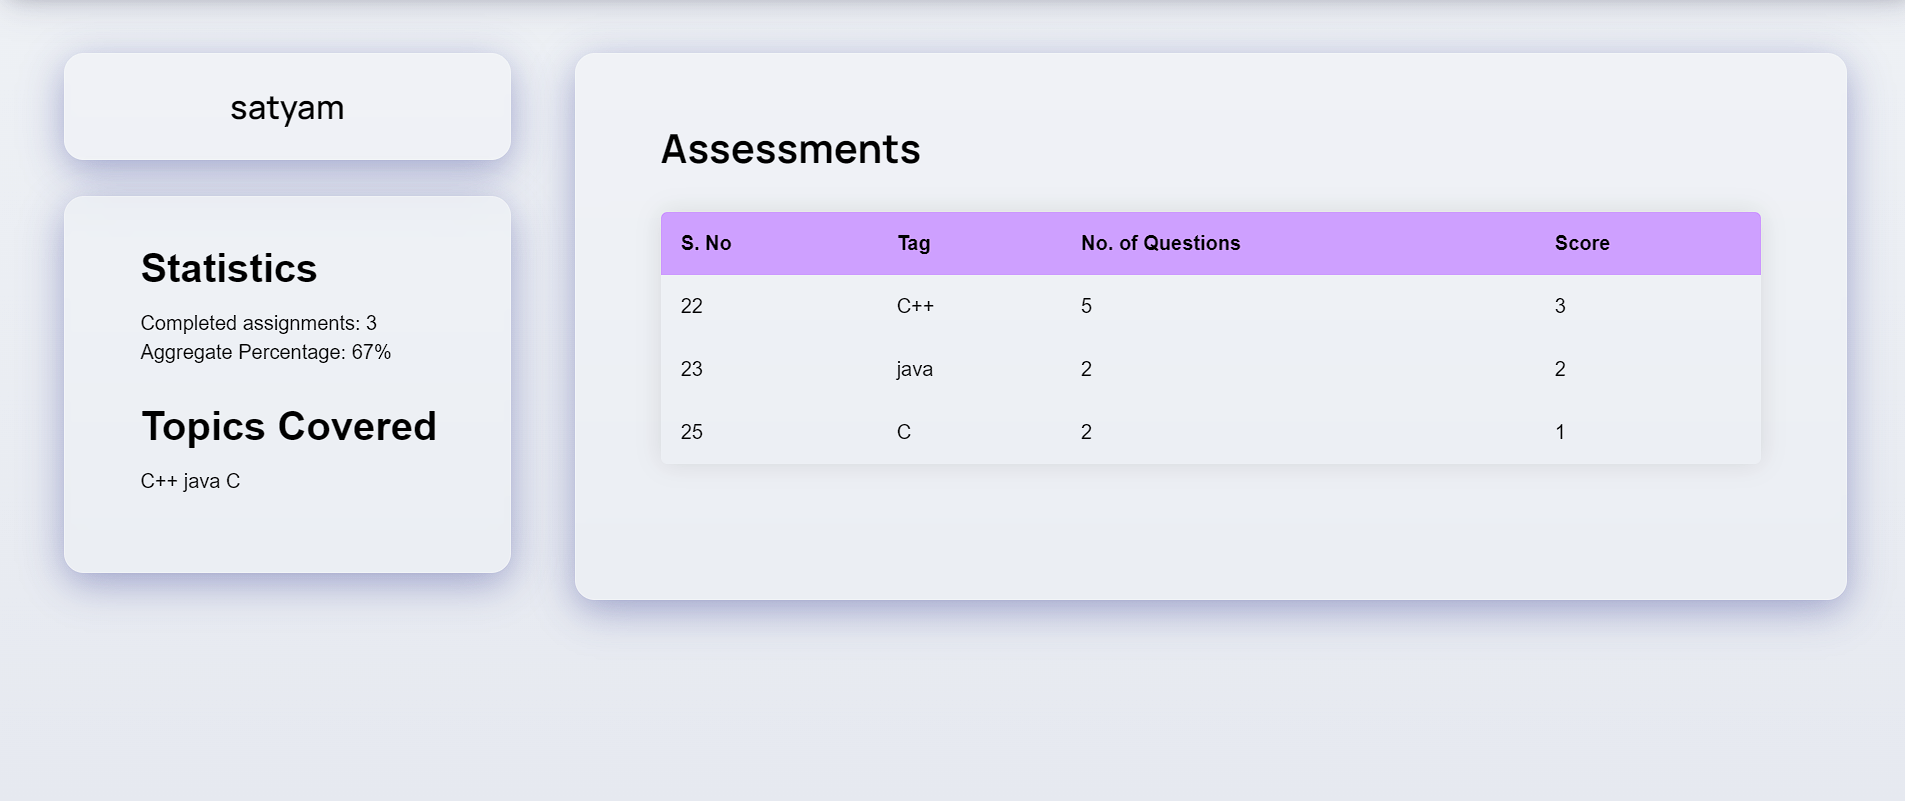 satyam
Statistics
Completed assignments: 3
Aggregate Percentage: 67%
Topics Covered
C++ java C
Assessments
S. No Tag No. of Questions Score
22 C++ 5 3
23 java 2 2
25 C 2 1